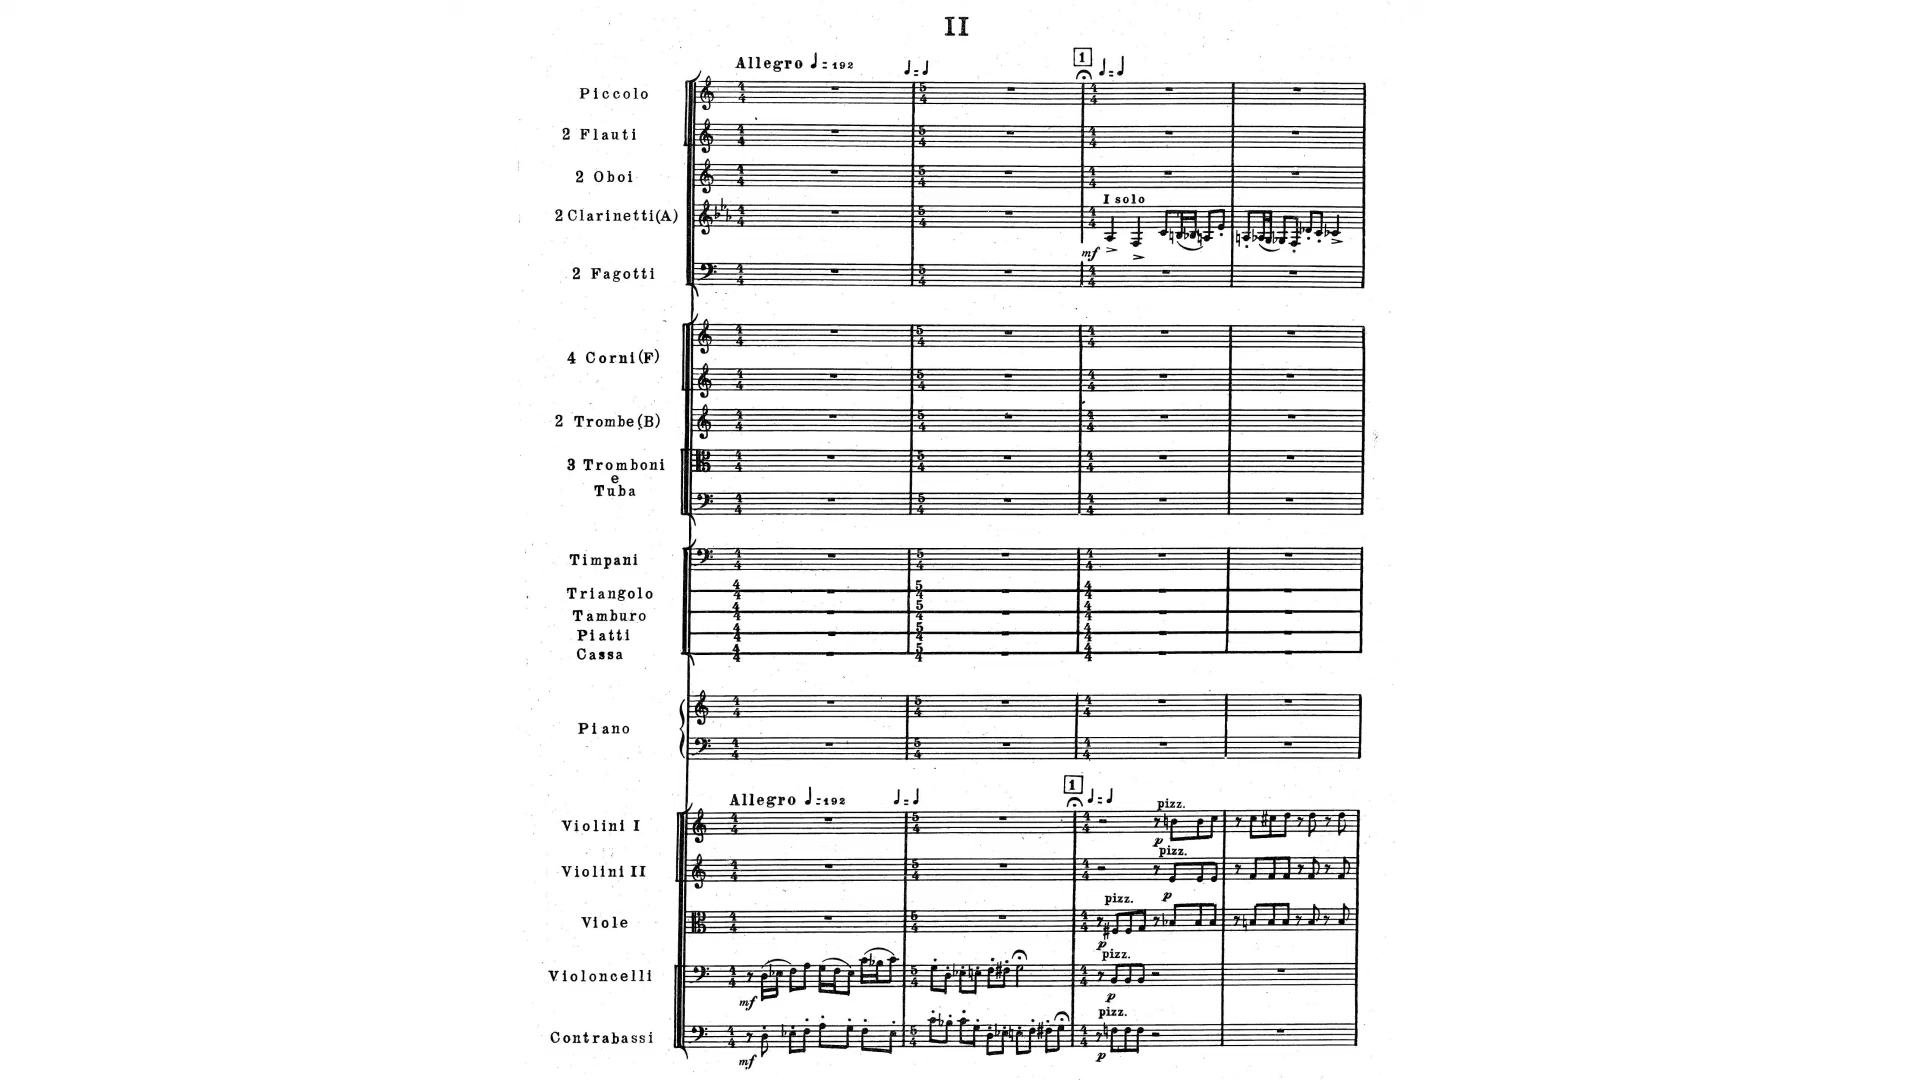 II
Allegro ♩=192 ♩=♩ 1 ♩=♩
Piccolo
2 Flauti
2 Oboi
I solo
2 Clarinetti (A)
mf
2 Fagotti
4 Corni (F)
2 Trombe (B)
3 Tromboni
e
Tuba
Timpani
Triangolo
Tamburo
Piatti
Cassa
Piano
Allegro ♩=192 ♩=♩ 1 ♩=♩
pizz.
Violini I
p
pizz.
Violini II
p
pizz.
Viole
p
pizz.
Violoncelli
mf p
pizz.
Contrabassi
mf p